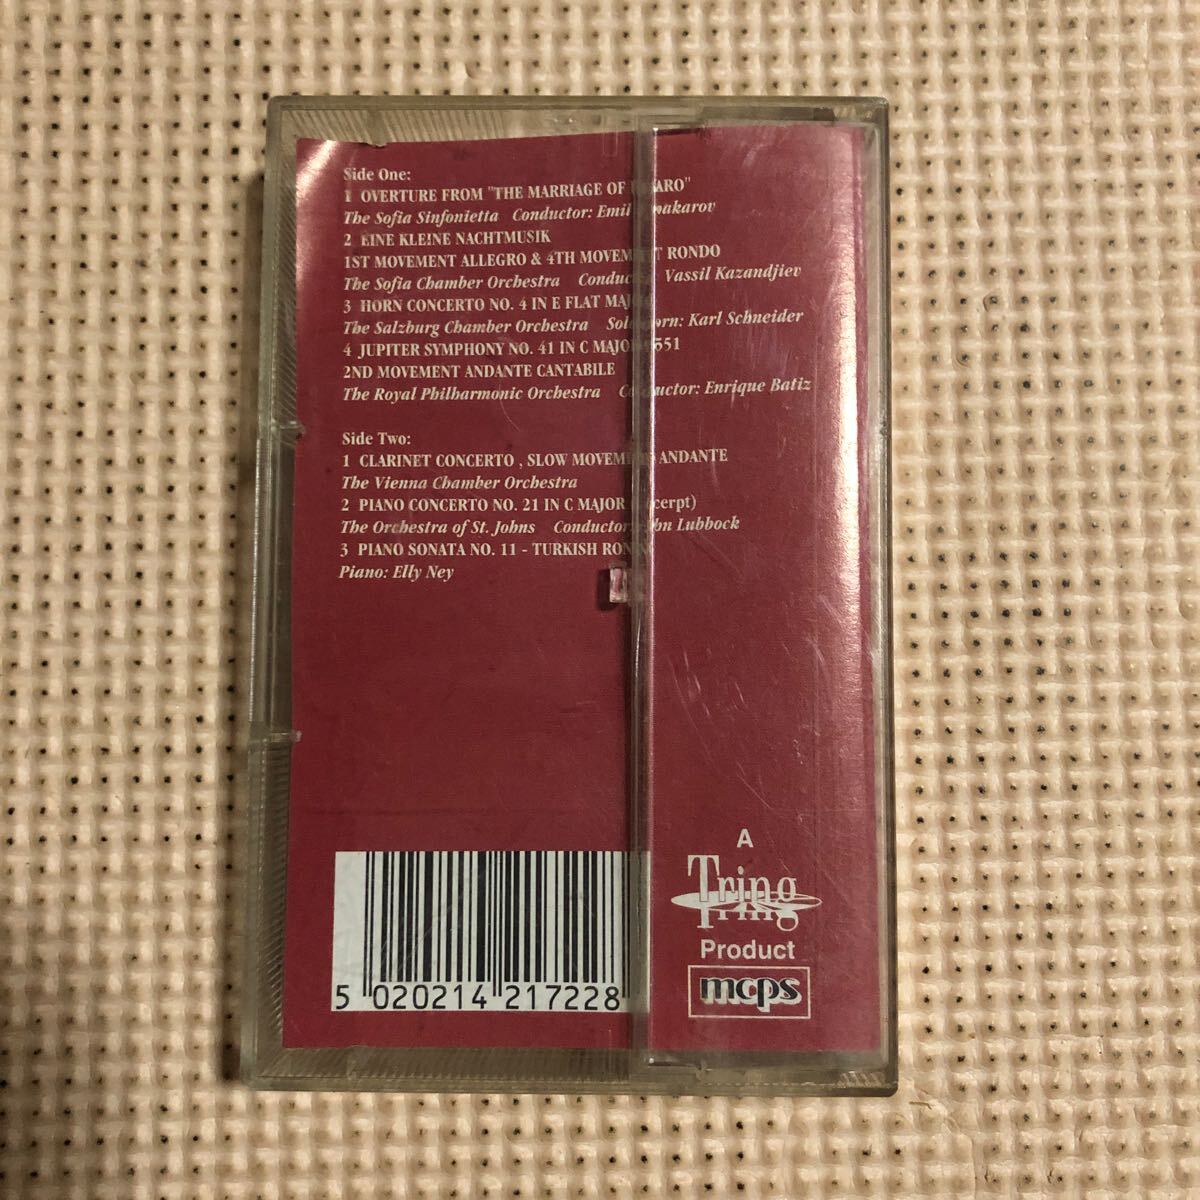 Side One:
1 OVERTURE FROM "THE MARRIAGE OF
The Sofia Sinfonietta Conductor: Emil
2 EINE KLEINE NACHTMUSIK
1ST MOVEMENT ALLEGRO & 4TH MOVEMENT RONDO
The Sofia Chamber Orchestra Vassil Kazandjiev
3 HORN CONCERTO NO. 4 IN E FLAT
The Salzburg Chamber Orchestra Karl Schneider
4 JUPITER SYMPHONY NO. 41 IN C MAJOR
2ND MOVEMENT ANDANTE CANTABILE
The Royal Philharmonic Orchestra Enrique Batiz
Side Two:
1 CLARINET CONCERTO , SLOW ANDANTE
The Vienna Chamber Orchestra
2 PIANO CONCERTO NO. 21 IN C MAJOR
The Orchestra of St. Johns Lubbock
3 PIANO SONATA NO. 11 - TURKISH
Piano: Elly Ney
5 020214 217228
A
Tring
Product
mcps